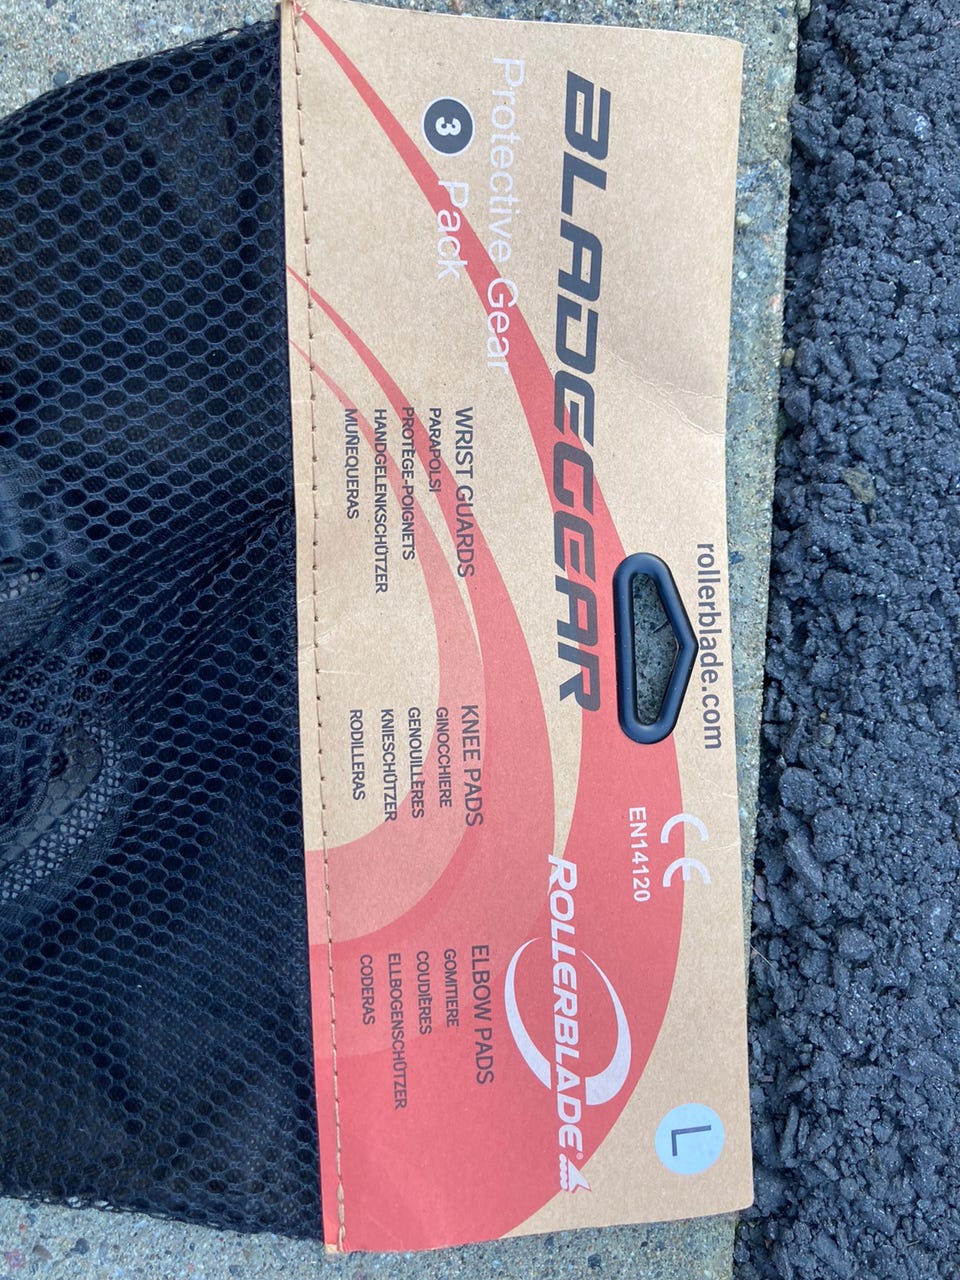 rollerblade.com
CE
EN14120
L
BLADEGEAR
ROLLERBLADE®
Protective Gear
3 Pack
WRIST GUARDS
PARAPOLSI
PROTÈGE-POIGNETS
HANDGELENKSCHÜTZER
MUÑEQUERAS
KNEE PADS
GINOCCHIERE
GENOUILLÈRES
KNIESCHÜTZER
RODILLERAS
ELBOW PADS
GOMITIERE
COUDIÈRES
ELLBOGENSCHÜTZER
CODERAS